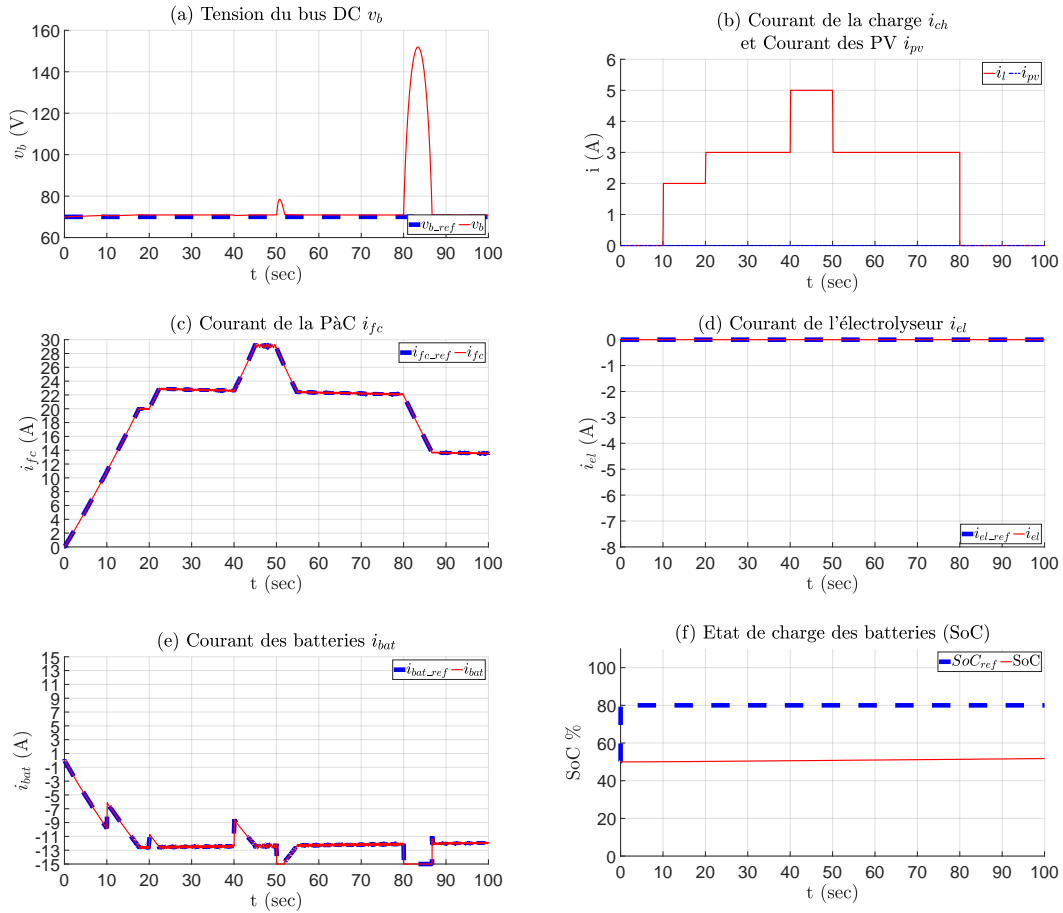 (a) Tension du bus DC v_b
160
140
120
100
80
60
v_b (V)
0 10 20 30 40 50 60 70 80 90 100
t (sec)
v_b_ref v_b
(b) Courant de la charge i_ch
et Courant des PV i_pv
6
5
4
3
2
1
0
i (A)
0 10 20 30 40 50 60 70 80 90 100
t (sec)
i_l i_pv
(c) Courant de la PàC i_fc
30
28
26
24
22
20
18
16
14
12
10
8
6
4
2
0
i_fc (A)
0 10 20 30 40 50 60 70 80 90 100
t (sec)
i_fc_ref i_fc
(d) Courant de l'électrolyseur i_el
0
-1
-2
-3
-4
-5
-6
-7
-8
i_el (A)
0 10 20 30 40 50 60 70 80 90 100
t (sec)
i_el_ref i_el
(e) Courant des batteries i_bat
15
13
11
9
7
5
3
1
-1
-3
-5
-7
-9
-11
-13
-15
i_bat (A)
0 10 20 30 40 50 60 70 80 90 100
t (sec)
i_bat_ref i_bat
(f) Etat de charge des batteries (SoC)
100
80
60
40
20
0
SoC %
0 10 20 30 40 50 60 70 80 90 100
t (sec)
SoC_ref SoC